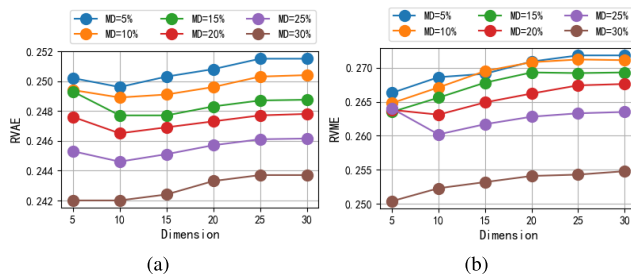 MD=5% MD=15% MD=25%
MD=10% MD=20% MD=30%
0.252
0.250
0.248
0.246
0.244
0.242
RVAE
5 10 15 20 25 30
Dimension
(a)
MD=5% MD=15% MD=25%
MD=10% MD=20% MD=30%
0.270
0.265
0.260
0.255
0.250
RVME
5 10 15 20 25 30
Dimension
(b)